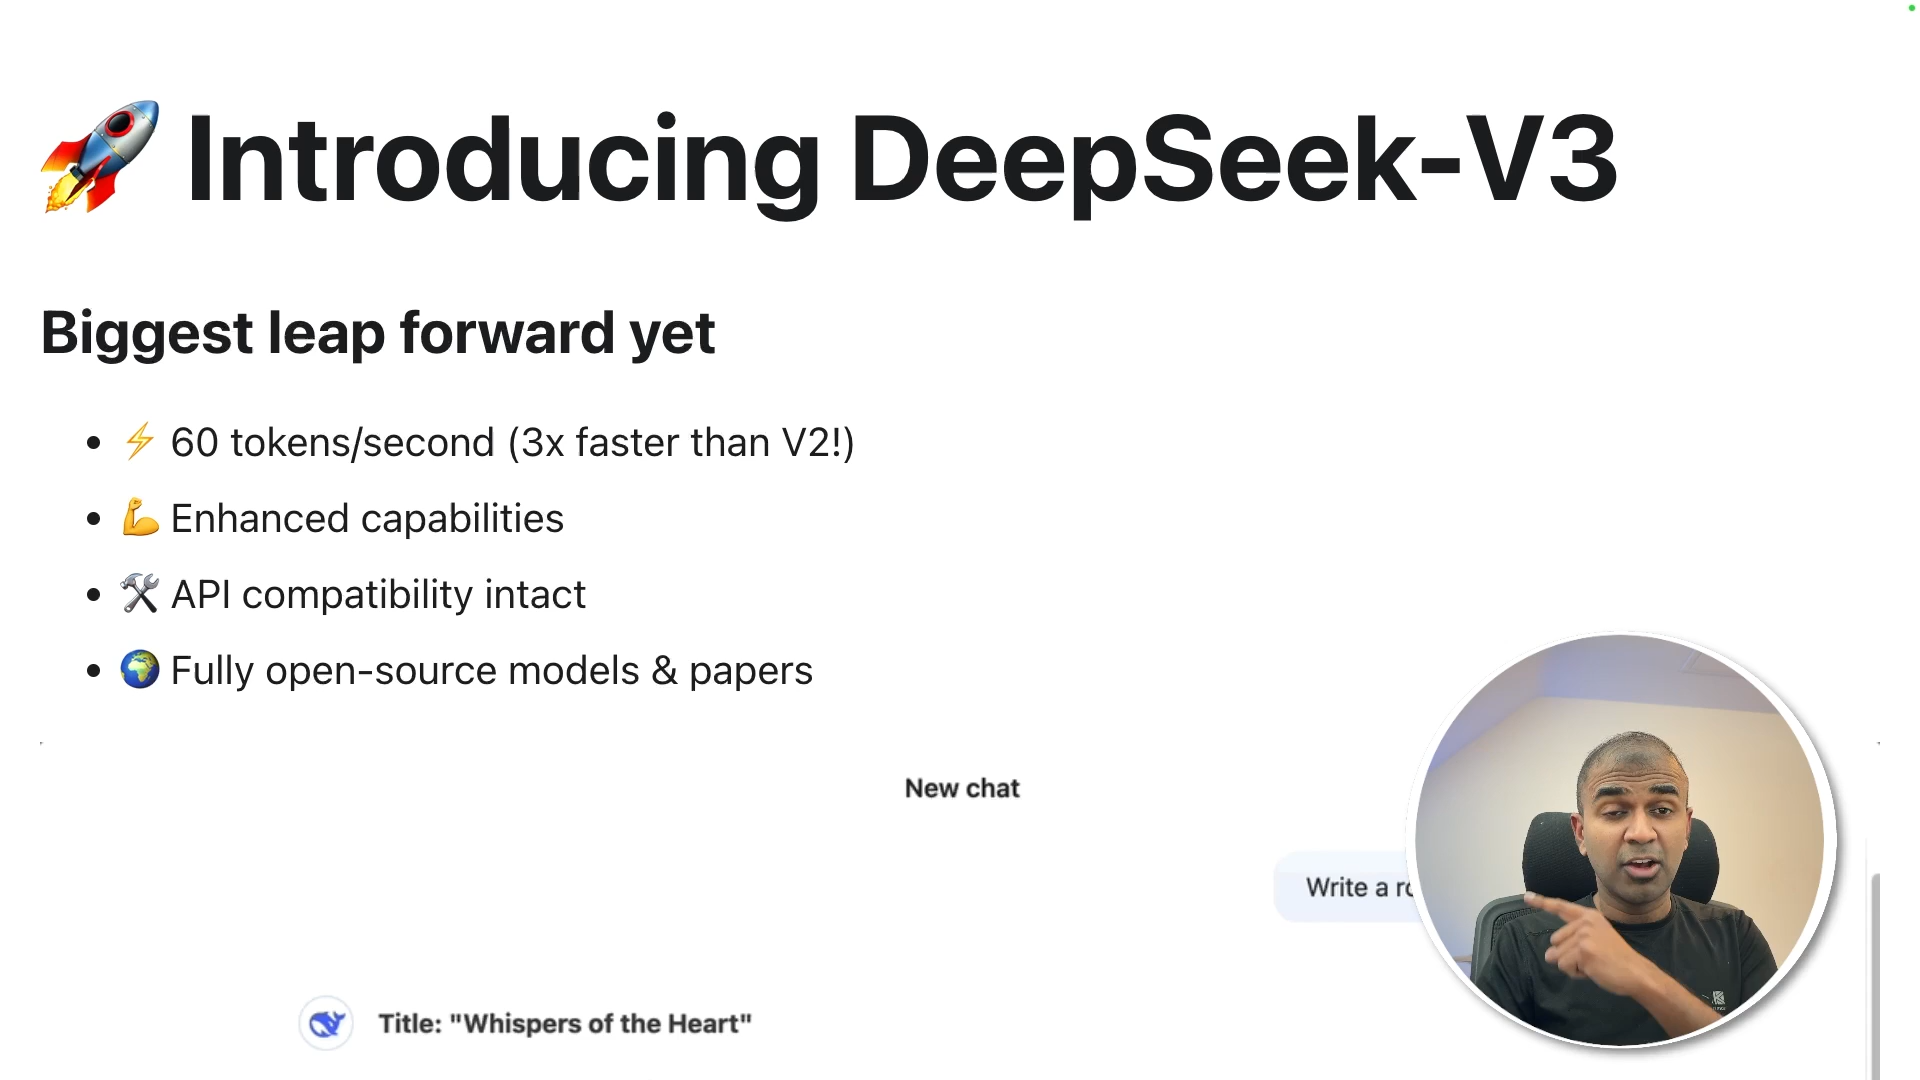 🚀 Introducing DeepSeek-V3
Biggest leap forward yet
• ⚡ 60 tokens/second (3x faster than V2!)
• 💪 Enhanced capabilities
• 🛠 API compatibility intact
• 🌍 Fully open-source models & papers
New chat
Write a
Title: "Whispers of the Heart"